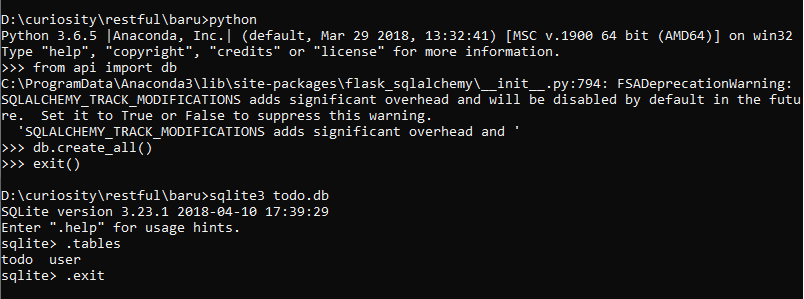 D:\curiosity\restful\baru>python
Python 3.6.5 |Anaconda, Inc.| (default, Mar 29 2018, 13:32:41) [MSC v.1900 64 bit (AMD64)] on win32
Type "help", "copyright", "credits" or "license" for more information.
>>> from api import db
C:\ProgramData\Anaconda3\lib\site-packages\flask_sqlalchemy\__init__.py:794: FSADeprecationWarning:
SQLALCHEMY_TRACK_MODIFICATIONS adds significant overhead and will be disabled by default in the futu
re.  Set it to True or False to suppress this warning.
  'SQLALCHEMY_TRACK_MODIFICATIONS adds significant overhead and '
>>> db.create_all()
>>> exit()
D:\curiosity\restful\baru>sqlite3 todo.db
SQLite version 3.23.1 2018-04-10 17:39:29
Enter ".help" for usage hints.
sqlite> .tables
todo  user
sqlite> .exit